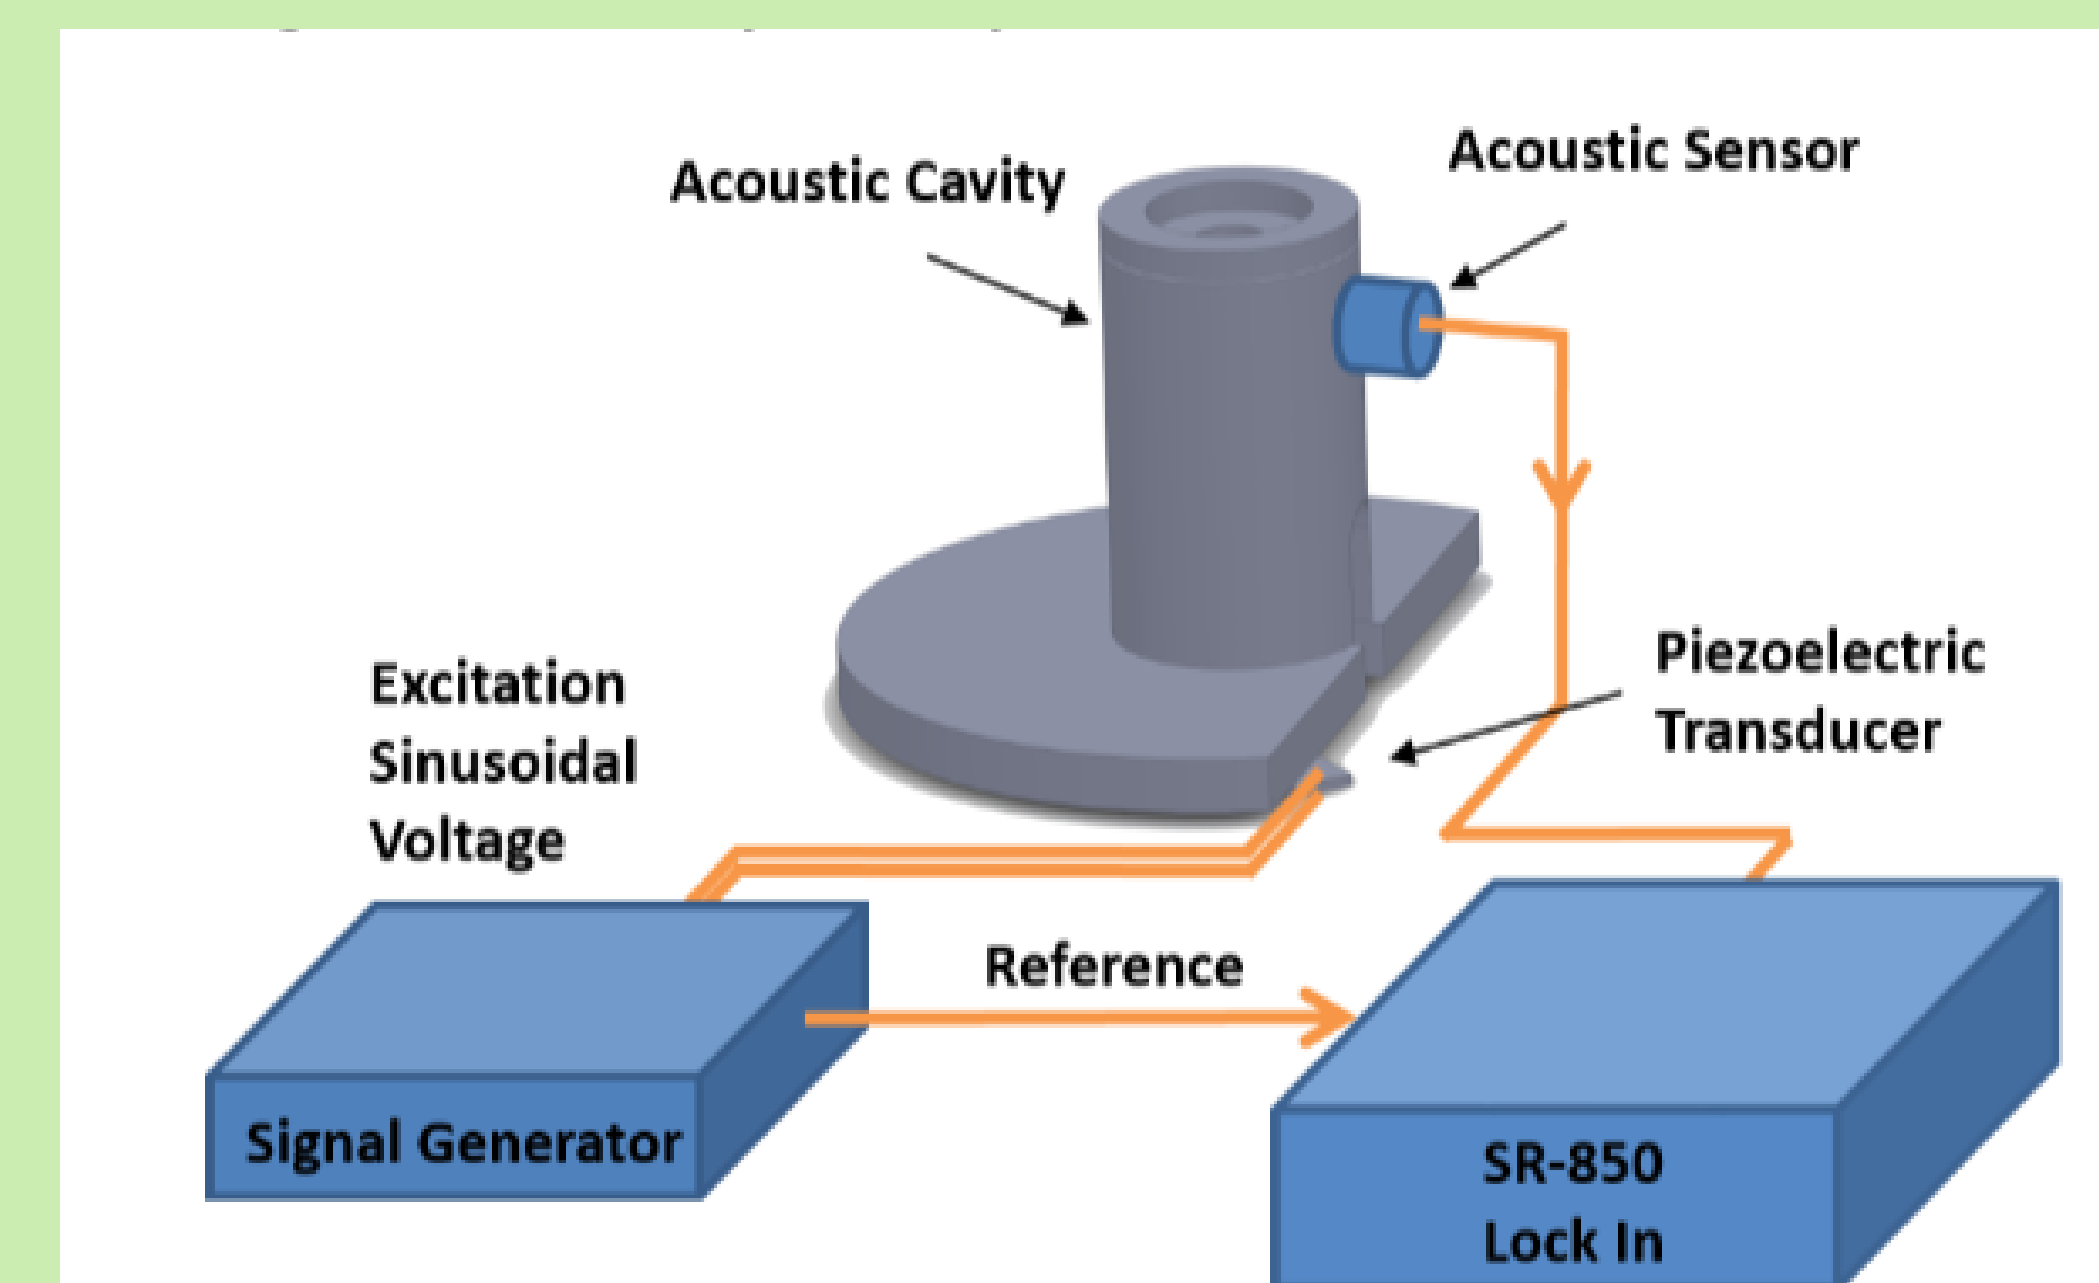 Acoustic Cavity
Acoustic Sensor
Excitation
Sinusoidal
Voltage
Piezoelectric
Transducer
Reference
Signal Generator
SR-850
Lock In